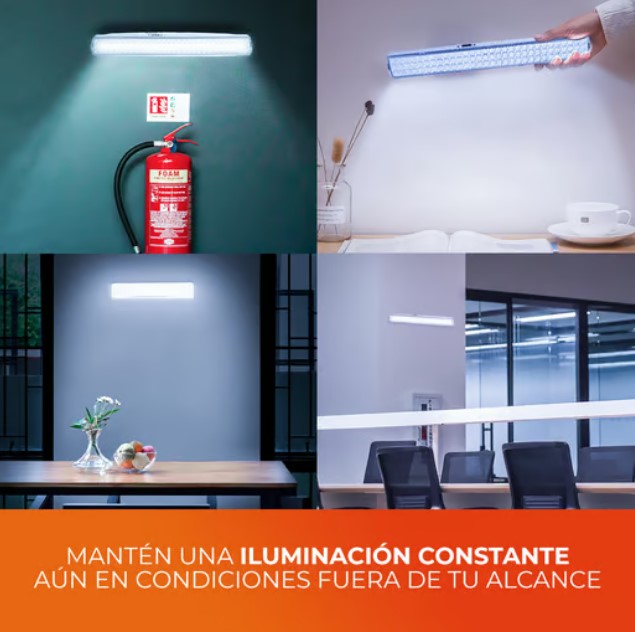 FOAM
MANTÉN UNA ILUMINACIÓN CONSTANTE
AÚN EN CONDICIONES FUERA DE TU ALCANCE